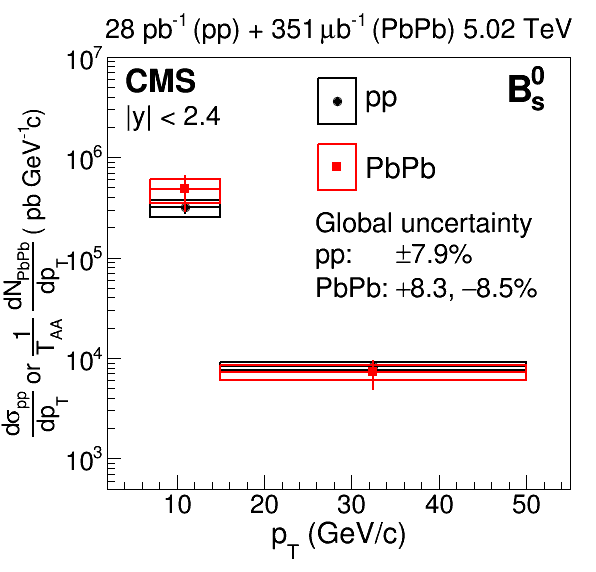 28 pb⁻¹ (pp) + 351 μb⁻¹ (PbPb) 5.02 TeV
CMS
|y| < 2.4
B⁰ₛ
pp
PbPb
Global uncertainty
pp: ±7.9%
PbPb: +8.3, −8.5%
10⁷
10⁶
10⁵
10⁴
10³
dσ_pp/dp_T or 1/T_AA dN_PbPb/dp_T ( pb GeV⁻¹c)
10 20 30 40 50
p_T (GeV/c)